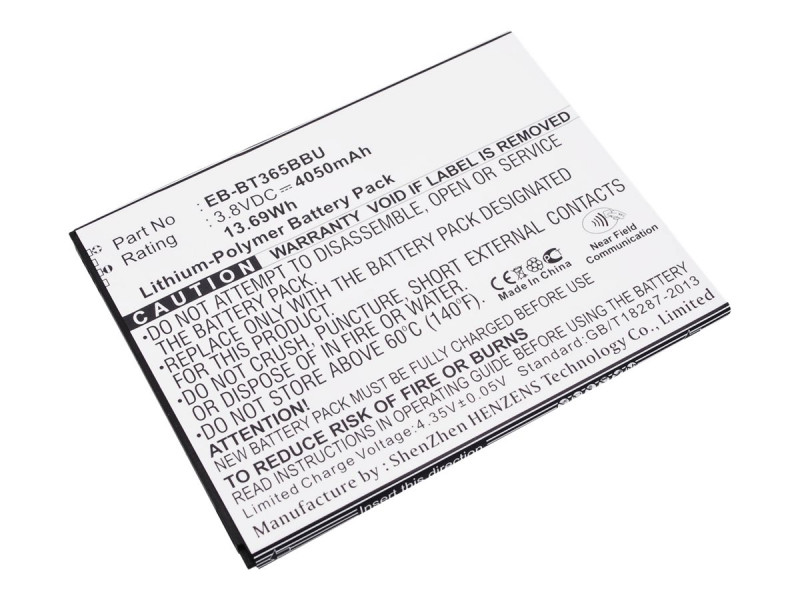 Part No : EB-BT365BBU
Rating : 3.8VDC ⎓ 4050mAh
13.69Wh
Lithium-Polymer Battery Pack
CAUTION WARRANTY VOID IF LABEL IS REMOVED
•DO NOT ATTEMPT TO DISASSEMBLE, OPEN OR SERVICE
THE BATTERY PACK.
•REPLACE ONLY WITH THE BATTERY PACK DESIGNATED
FOR THIS PRODUCT.
•DO NOT CRUSH, PUNCTURE, SHORT EXTERNAL CONTACTS
OR DISPOSE OF IN FIRE OR WATER.
•DO NOT EXPOSE ABOVE 60°C (140°F).
NEW BATTERY PACK MUST BE FULLY CHARGED BEFORE USE
TO REDUCE RISK OF FIRE OR BURNS
READ INSTRUCTIONS IN OPERATING GUIDE BEFORE USING THE BATTERY
Limited Charge Voltage:4.35V±0.05V Standard:GB/T18287-2013
Manufacture by : ShenZhen HENZENS Technology Co., Limited
CE
Made In China
Near Field
Communication
Insert this direction